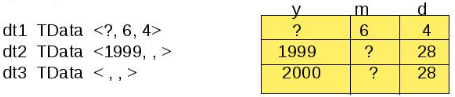 y m d
dt1 TData <?, 6, 4> ? 6 4
dt2 TData <1999, , > 1999 ? 28
dt3 TData < , , > 2000 ? 28